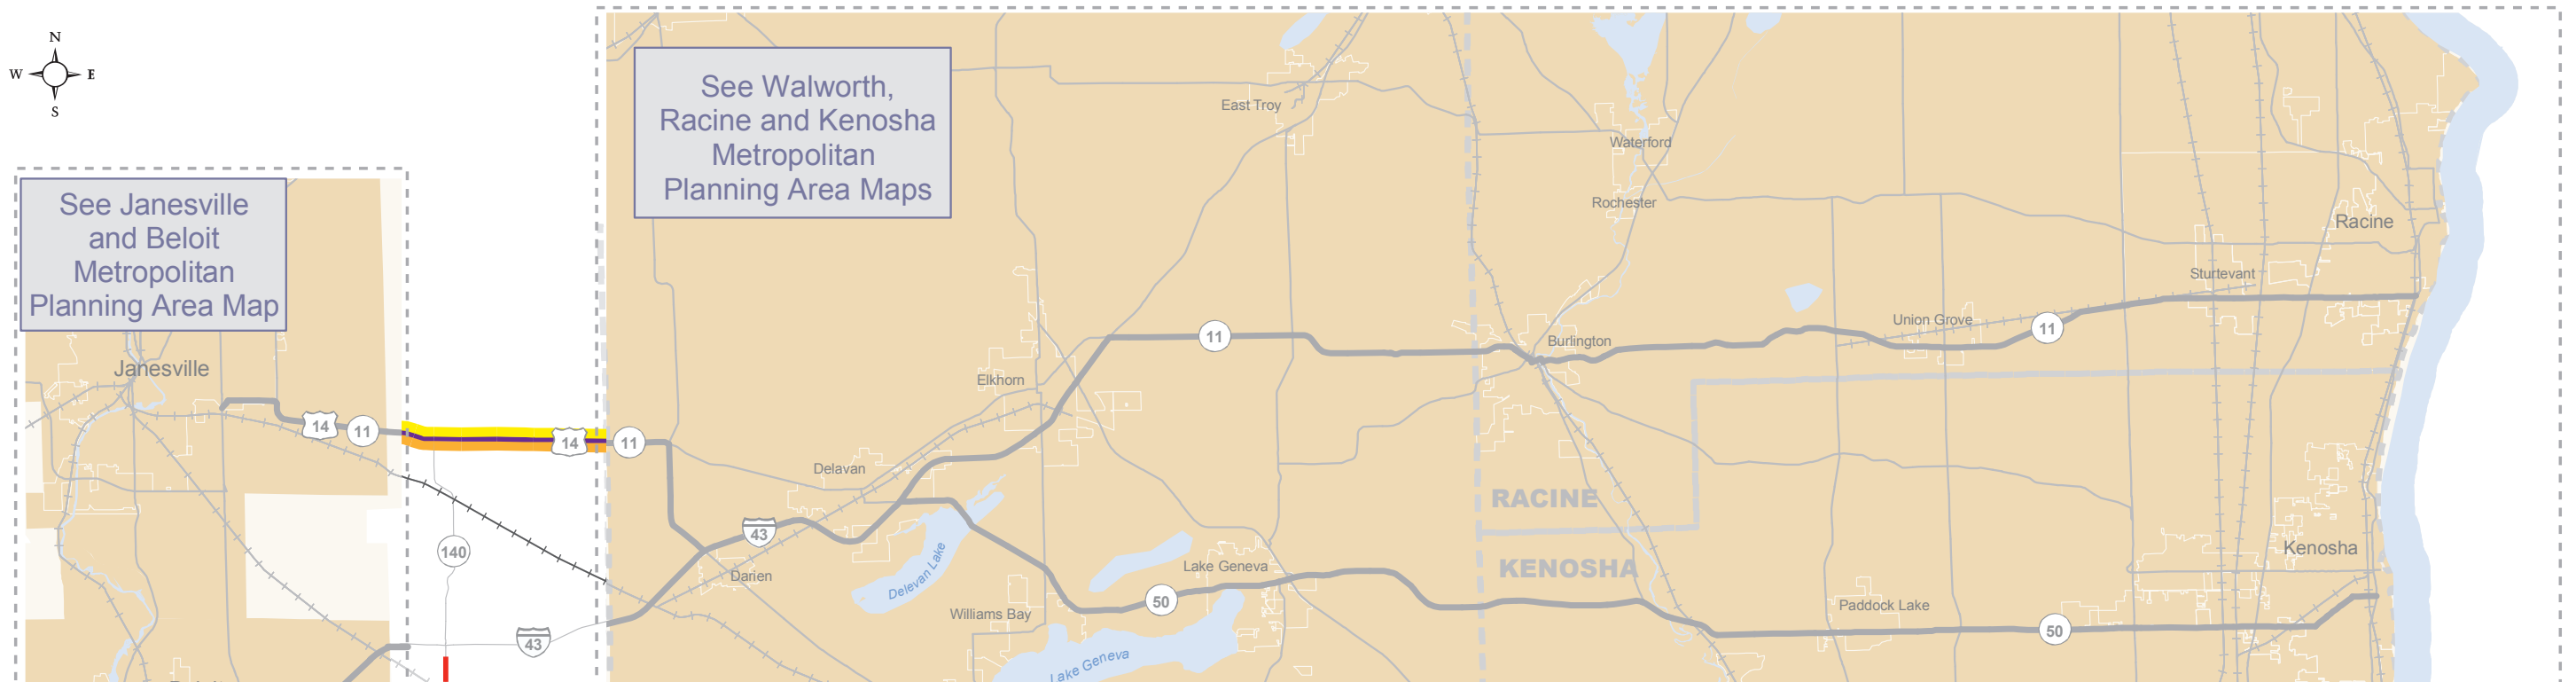 N
W E
S
See Walworth,
Racine and Kenosha
Metropolitan
Planning Area Maps
See Janesville
and Beloit
Metropolitan
Planning Area Map
East Troy
Waterford
Rochester
Racine
Sturtevant
Union Grove
11
11
Burlington
Janesville
Elkhorn
14
11
14
11
Delavan
RACINE
43
140
Kenosha
Delevan Lake
Lake Geneva
KENOSHA
Darien
50
Williams Bay
Paddock Lake
50
43
Lake Geneva